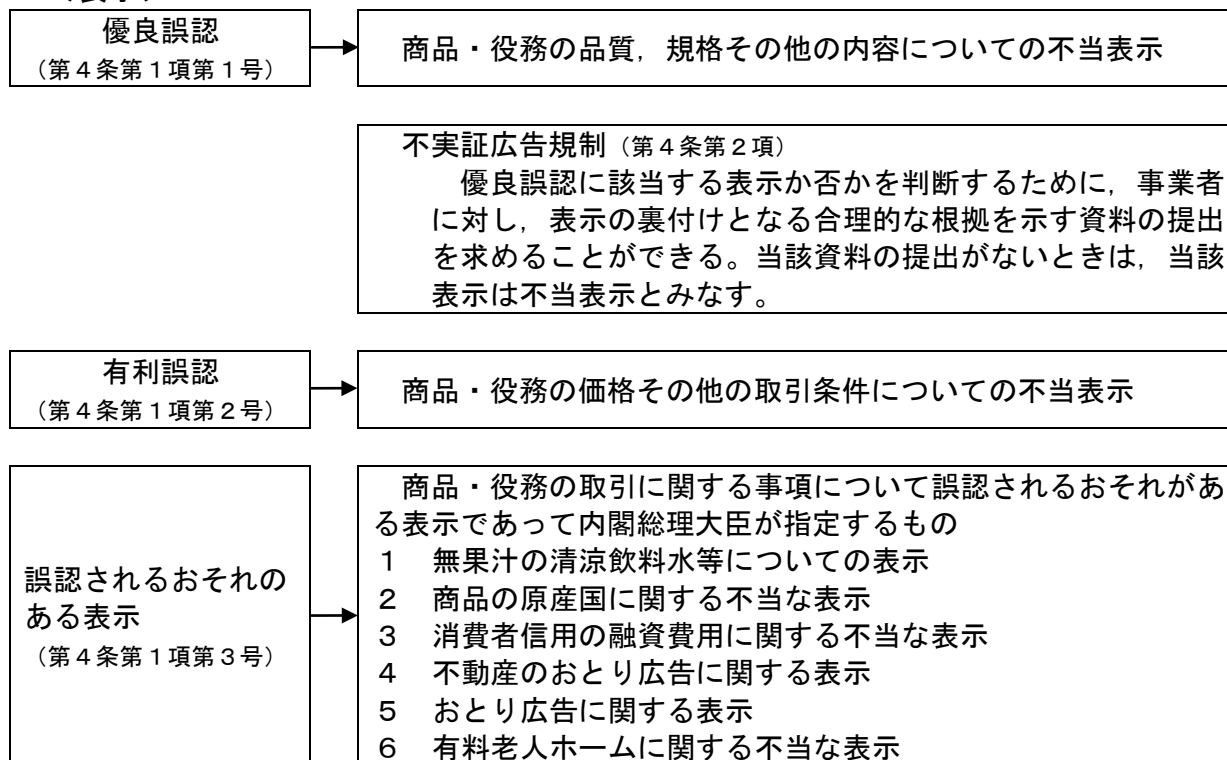 優良誤認
（第４条第１項第１号）
商品・役務の品質，規格その他の内容についての不当表示
不実証広告規制（第４条第２項）
優良誤認に該当する表示か否かを判断するために，事業者
に対し，表示の裏付けとなる合理的な根拠を示す資料の提出
を求めることができる。当該資料の提出がないときは，当該
表示は不当表示とみなす。
有利誤認
（第４条第１項第２号）
商品・役務の価格その他の取引条件についての不当表示
誤認されるおそれの
ある表示
（第４条第１項第３号）
商品・役務の取引に関する事項について誤認されるおそれがあ
る表示であって内閣総理大臣が指定するもの
１　無果汁の清涼飲料水等についての表示
２　商品の原産国に関する不当な表示
３　消費者信用の融資費用に関する不当な表示
４　不動産のおとり広告に関する表示
５　おとり広告に関する表示
６　有料老人ホームに関する不当な表示